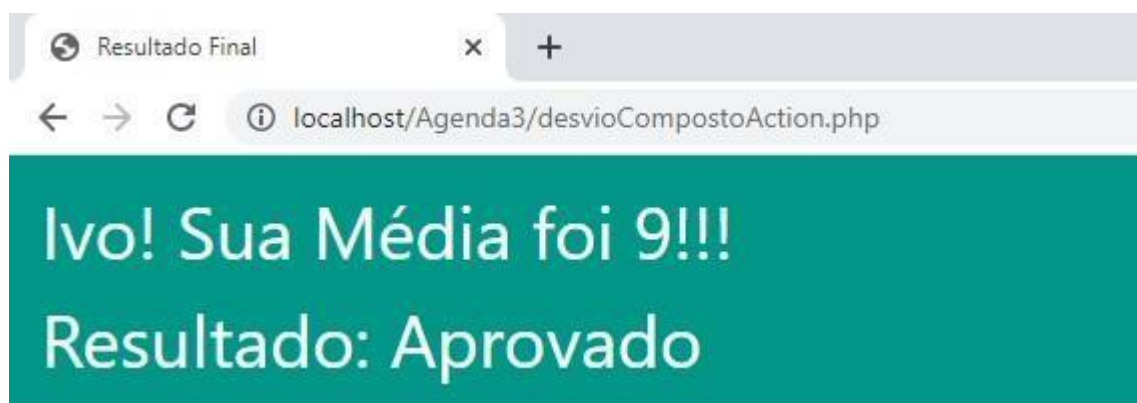 Resultado Final
localhost/Agenda3/desvioCompostoAction.php
Ivo! Sua Média foi 9!!!
Resultado: Aprovado